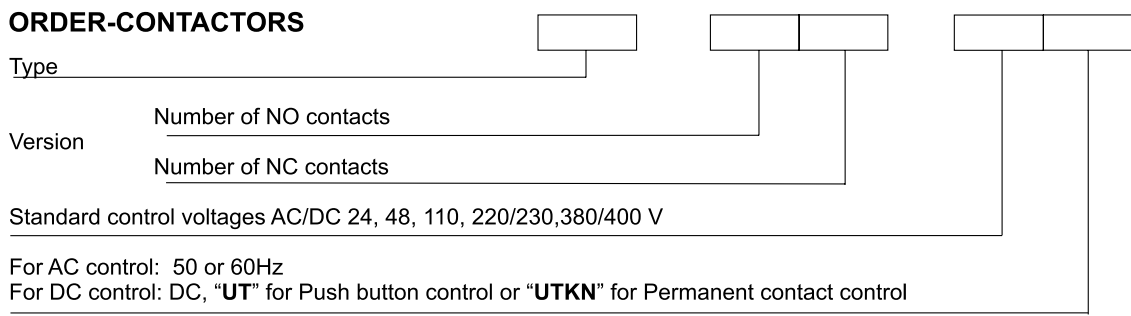 ORDER-CONTACTORS
Type
Number of NO contacts
Version
Number of NC contacts
Standard control voltages AC/DC 24, 48, 110, 220/230,380/400 V
For AC control: 50 or 60Hz
For DC control: DC, “UT” for Push button control or “UTKN” for Permanent contact control